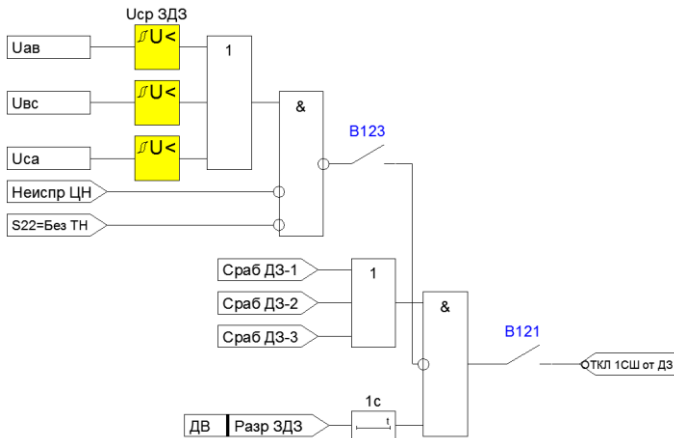 Uср ЗДЗ
Uав
U<
1
Uвс
U<
&
В123
Uса
U<
Неиспр ЦН
S22=Без ТН
Сраб ДЗ-1
1
Сраб ДЗ-2
&
Сраб ДЗ-3
В121
ОТКЛ 1СШ от ДЗ
1с
ДВ Разр ЗДЗ
t